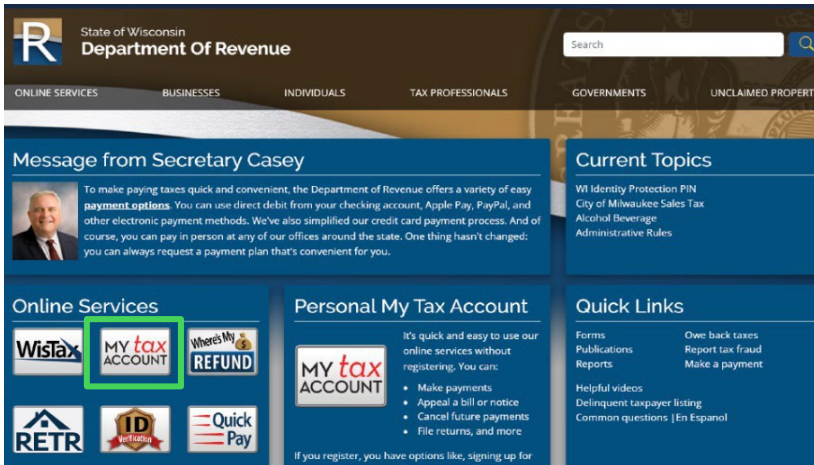 R
State of Wisconsin
Department Of Revenue
Search
ONLINE SERVICES BUSINESSES INDIVIDUALS TAX PROFESSIONALS GOVERNMENTS UNCLAIMED PROPERT
Message from Secretary Casey
To make paying taxes quick and convenient, the Department of Revenue offers a variety of easy
payment options. You can use direct debit from your checking account, Apple Pay, PayPal, and
other electronic payment methods. We've also simplified our credit card payment process. And of
course, you can pay in person at any of our offices around the state. One thing hasn't changed:
you can always request a payment plan that's convenient for you.
Current Topics
WI Identity Protection PIN
City of Milwaukee Sales Tax
Alcohol Beverage
Administrative Rules
Online Services
WisTax
MY tax
ACCOUNT
Where's My
REFUND
RETR
ID
Verification
Quick
Pay
Personal My Tax Account
MY tax
ACCOUNT
It's quick and easy to use our
online services without
registering. You can:
• Make payments
• Appeal a bill or notice
• Cancel future payments
• File returns, and more
If you register, you have options like, signing up for
Quick Links
Forms
Publications
Reports
Owe back taxes
Report tax fraud
Make a payment
Helpful videos
Delinquent taxpayer listing
Common questions |En Espanol